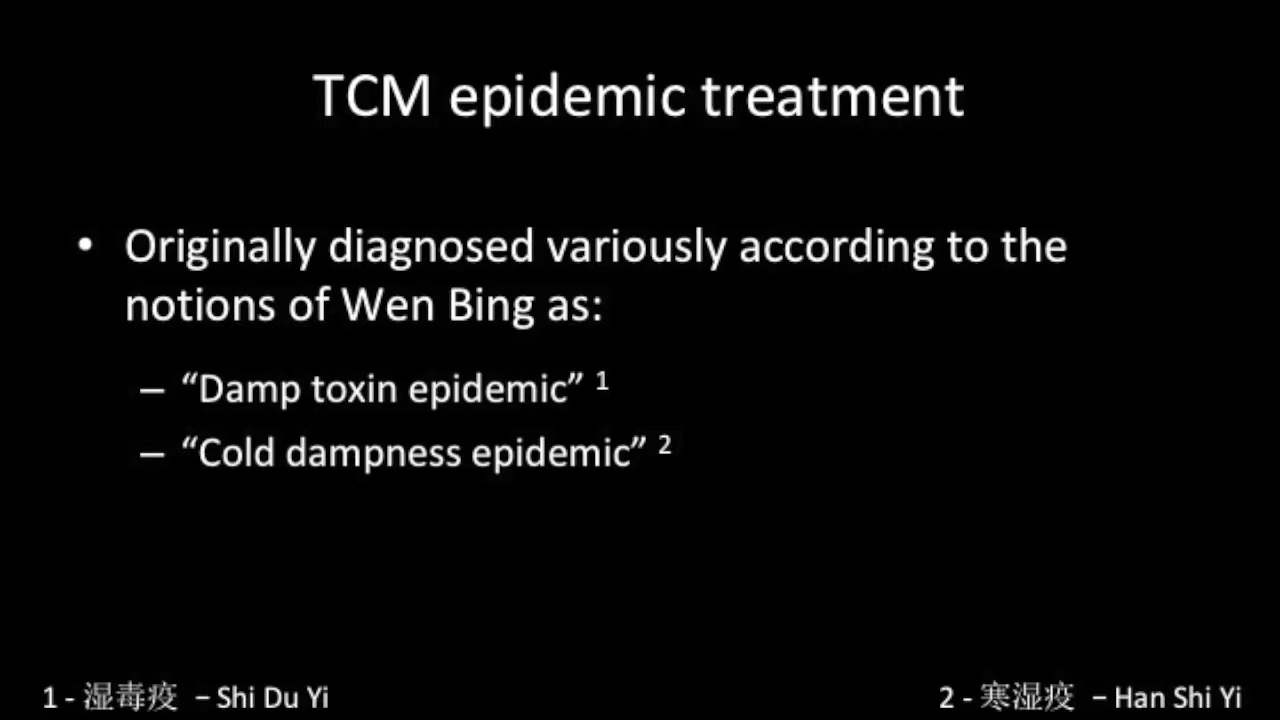 TCM epidemic treatment
• Originally diagnosed variously according to the
notions of Wen Bing as:
– “Damp toxin epidemic” 1
– “Cold dampness epidemic” 2
1 - 湿毒疫 – Shi Du Yi
2 - 寒湿疫 – Han Shi Yi